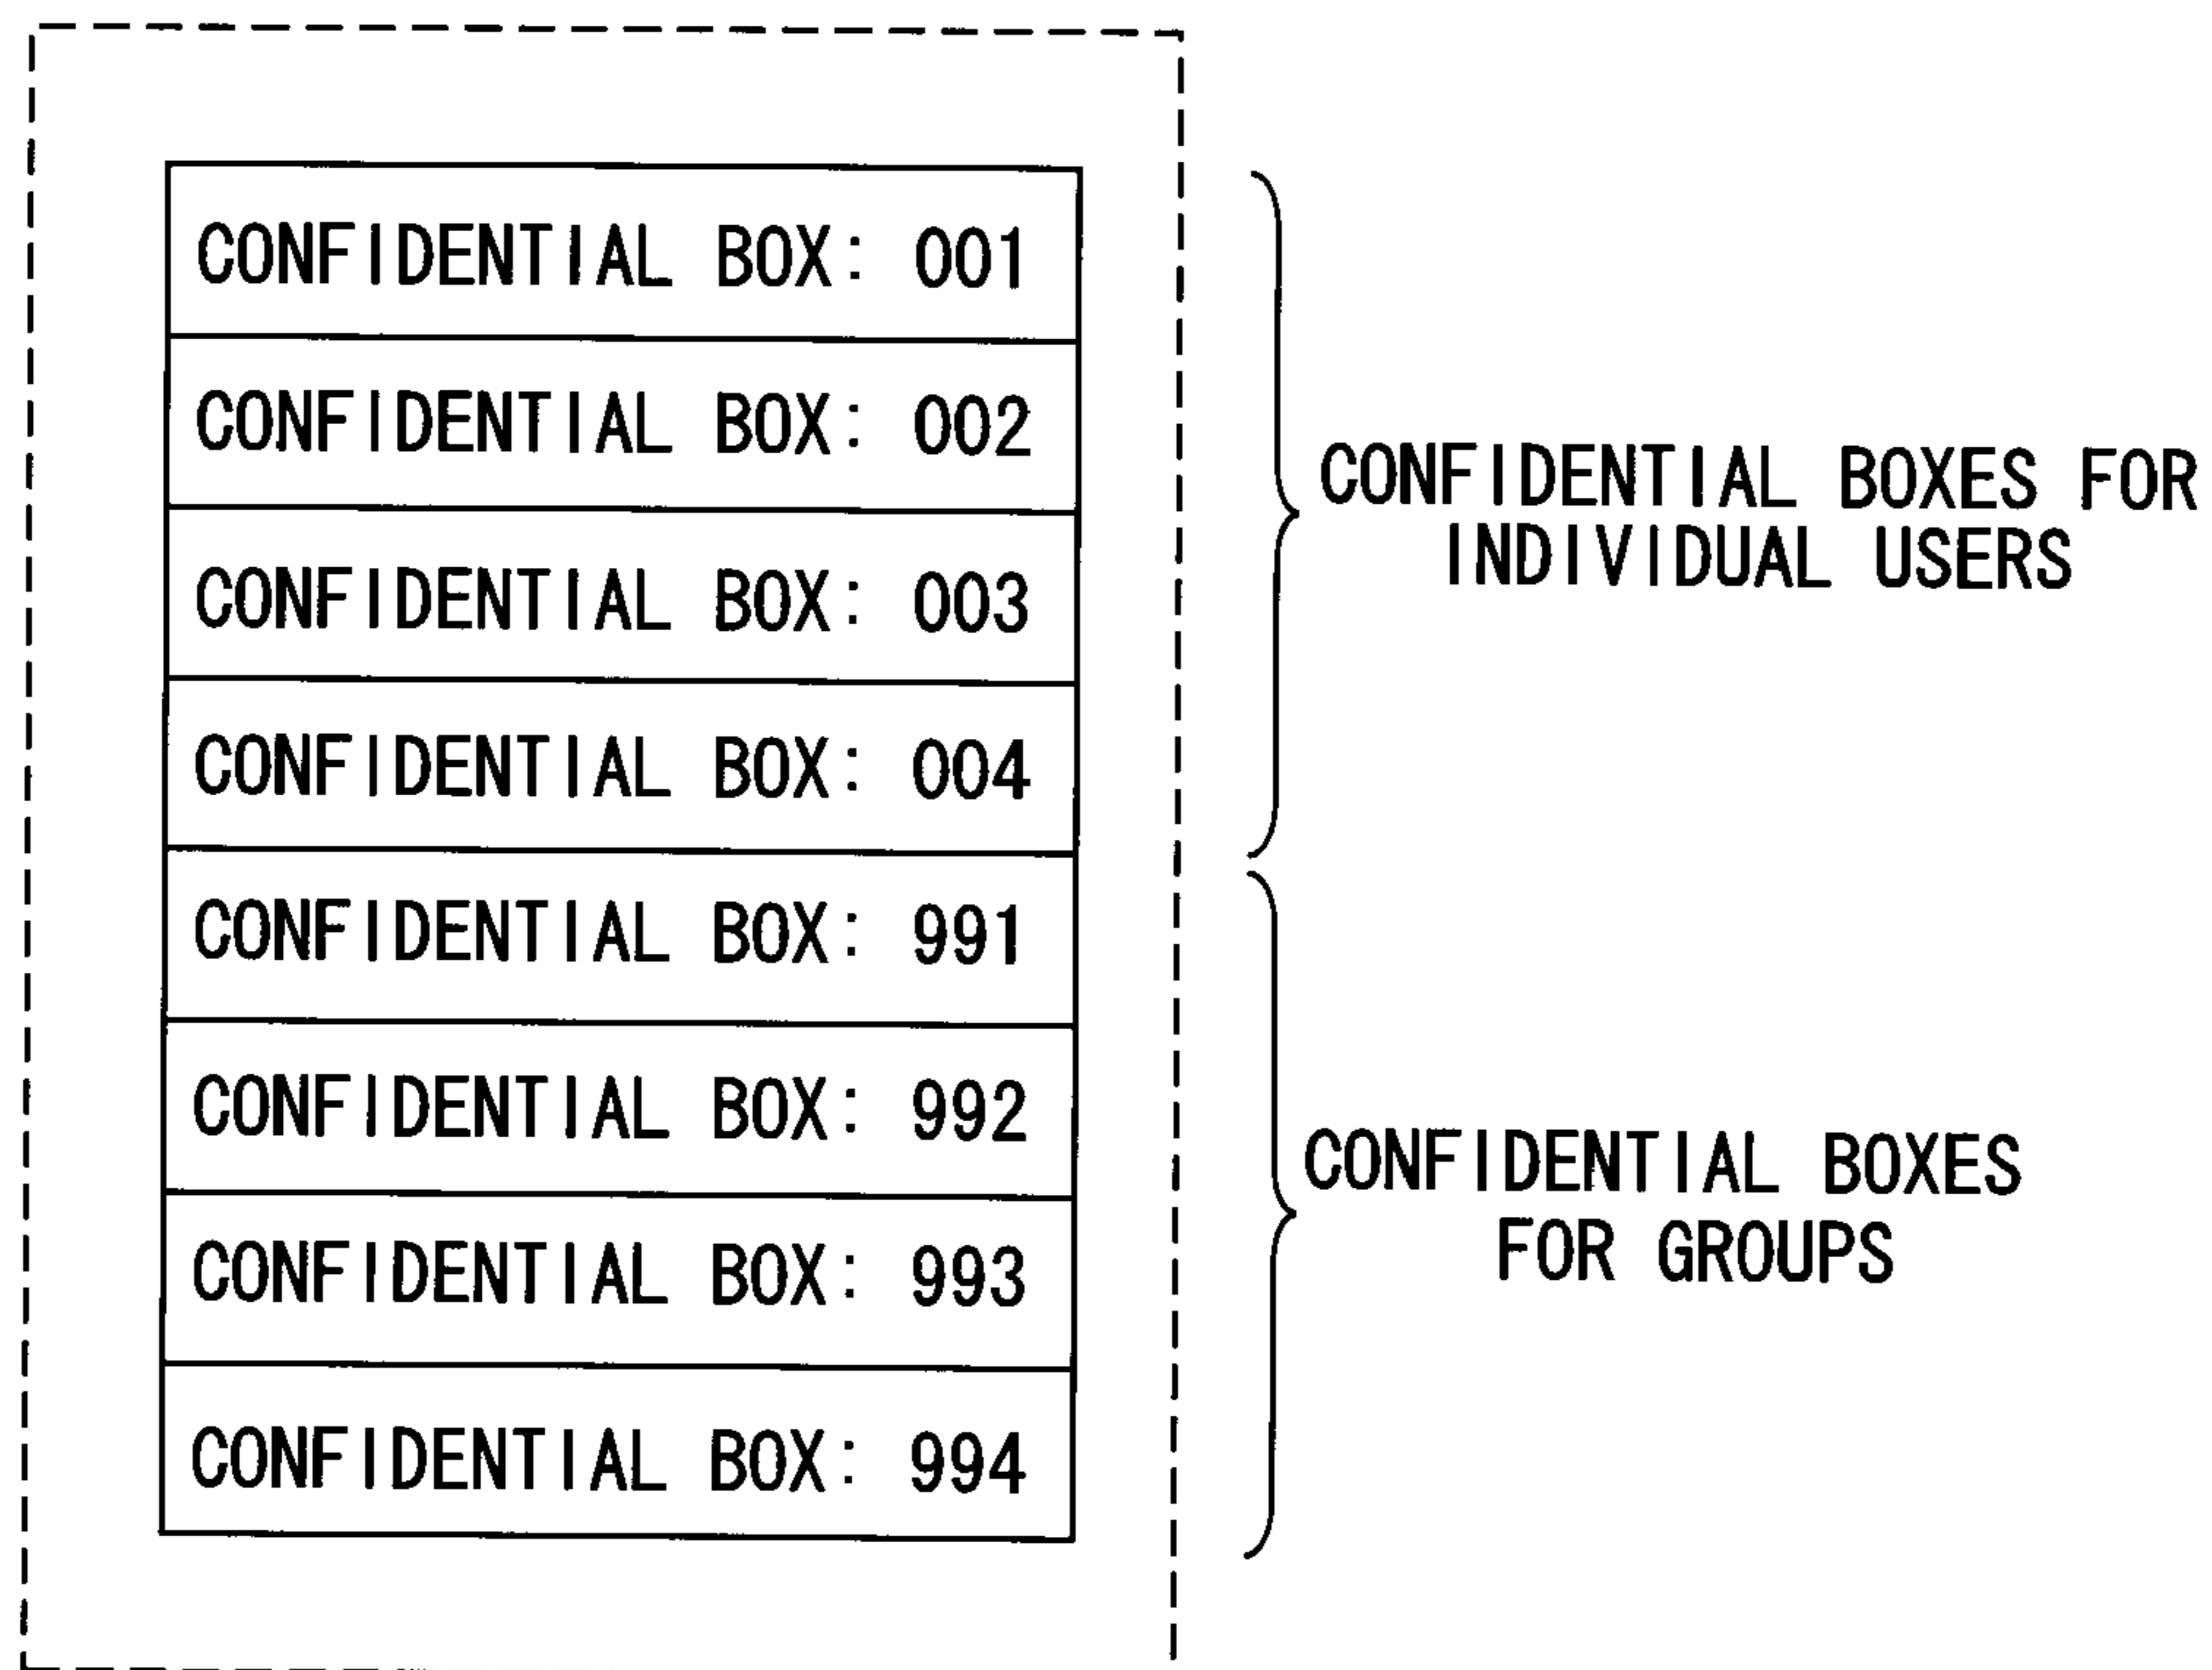 CONFIDENTIAL BOX: 001
CONFIDENTIAL BOX: 002
CONFIDENTIAL BOX: 003
CONFIDENTIAL BOX: 004
CONFIDENTIAL BOXES FOR
INDIVIDUAL USERS
CONFIDENTIAL BOX: 991
CONFIDENTIAL BOX: 992
CONFIDENTIAL BOX: 993
CONFIDENTIAL BOX: 994
CONFIDENTIAL BOXES
FOR GROUPS